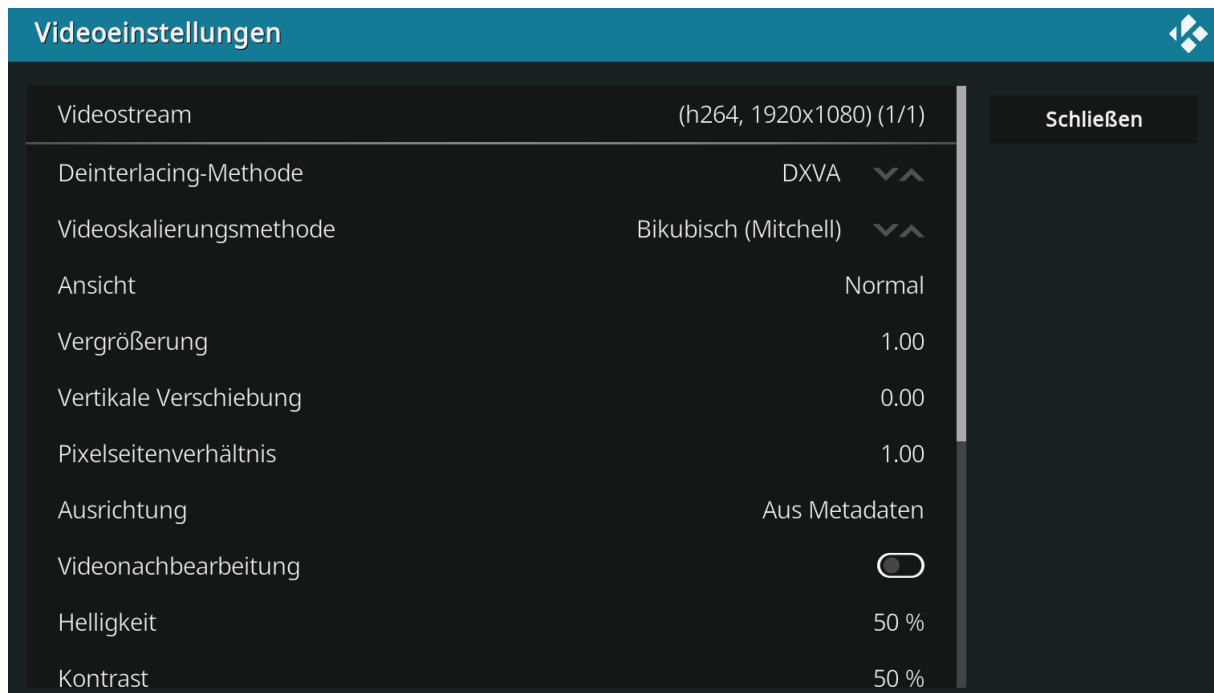 Videoeinstellungen
Videostream (h264, 1920x1080) (1/1)
Schließen
Deinterlacing-Methode DXVA
Videoskalierungsmethode Bikubisch (Mitchell)
Ansicht Normal
Vergrößerung 1.00
Vertikale Verschiebung 0.00
Pixelseitenverhältnis 1.00
Ausrichtung Aus Metadaten
Videonachbearbeitung
Helligkeit 50 %
Kontrast 50 %